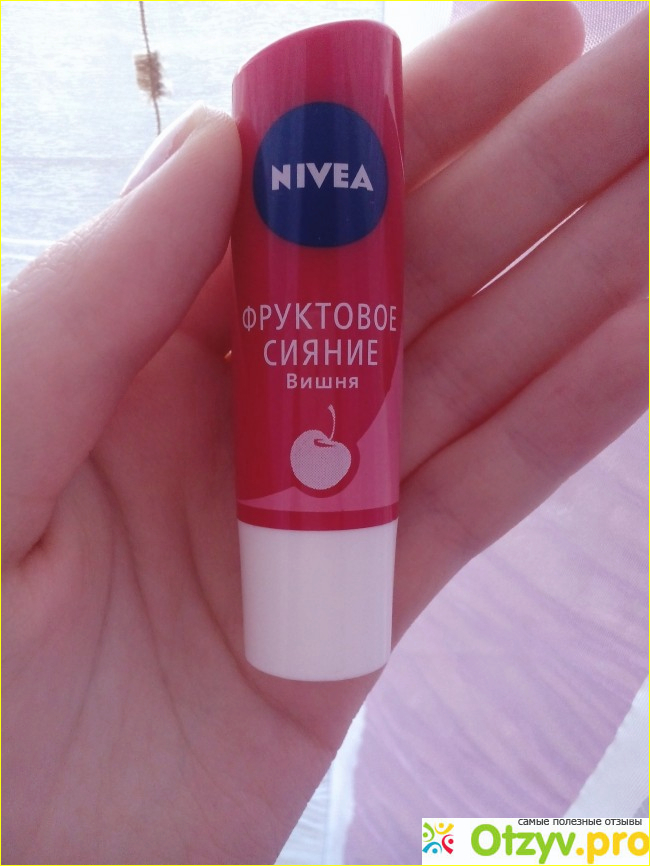 NIVEA
ФРУКТОВОЕ
СИЯНИЕ
Вишня
самые полезные отзывы
Otzyv.pro